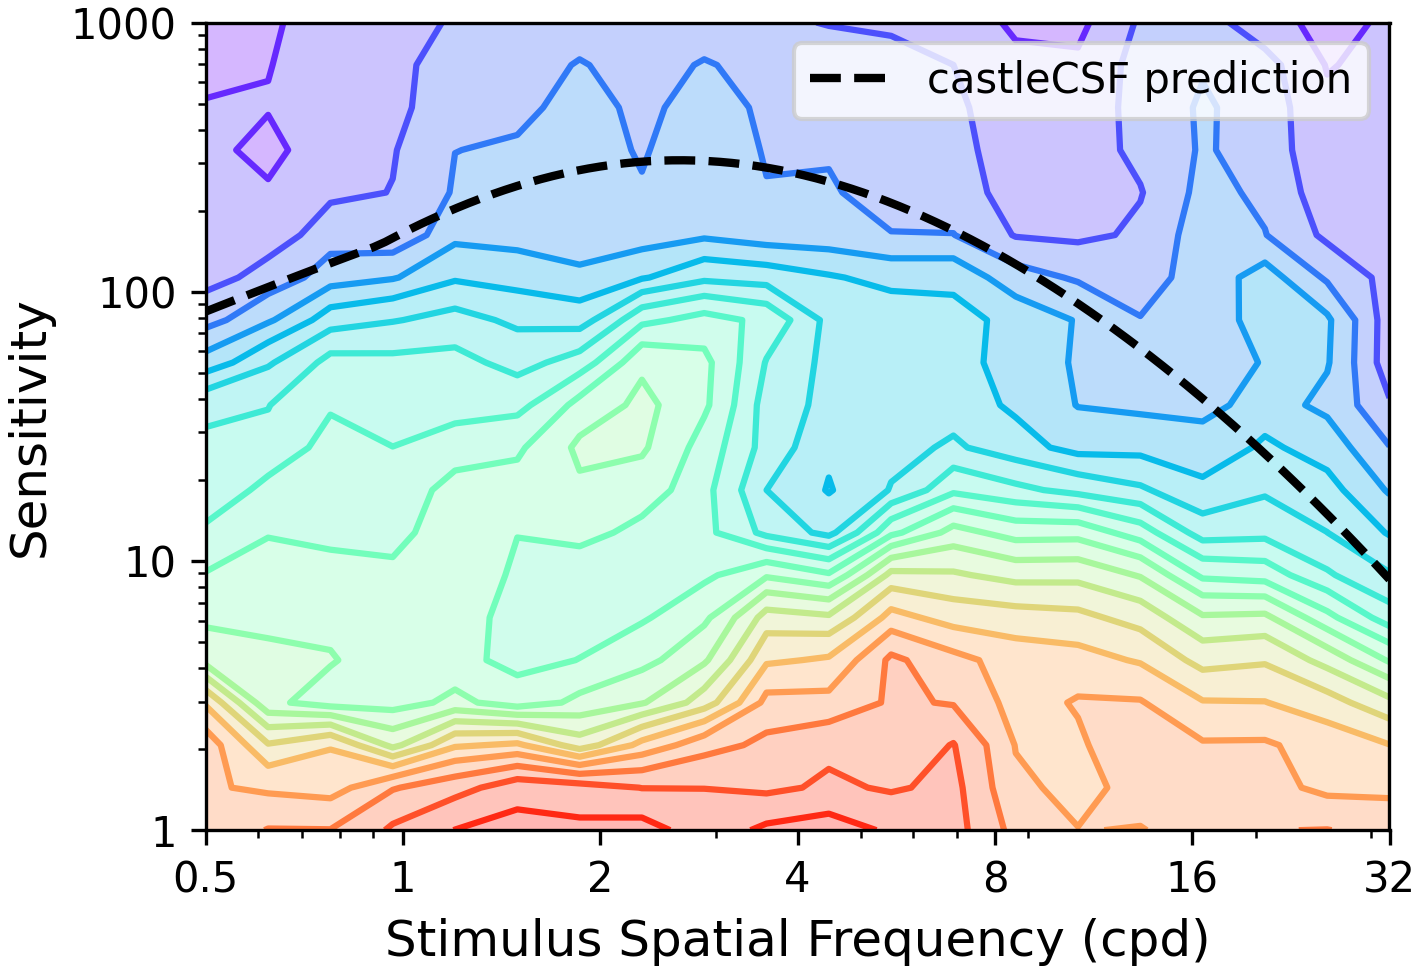 1000
castleCSF prediction
100
Sensitivity
10
1
0.5 1 2 4 8 16 32
Stimulus Spatial Frequency (cpd)